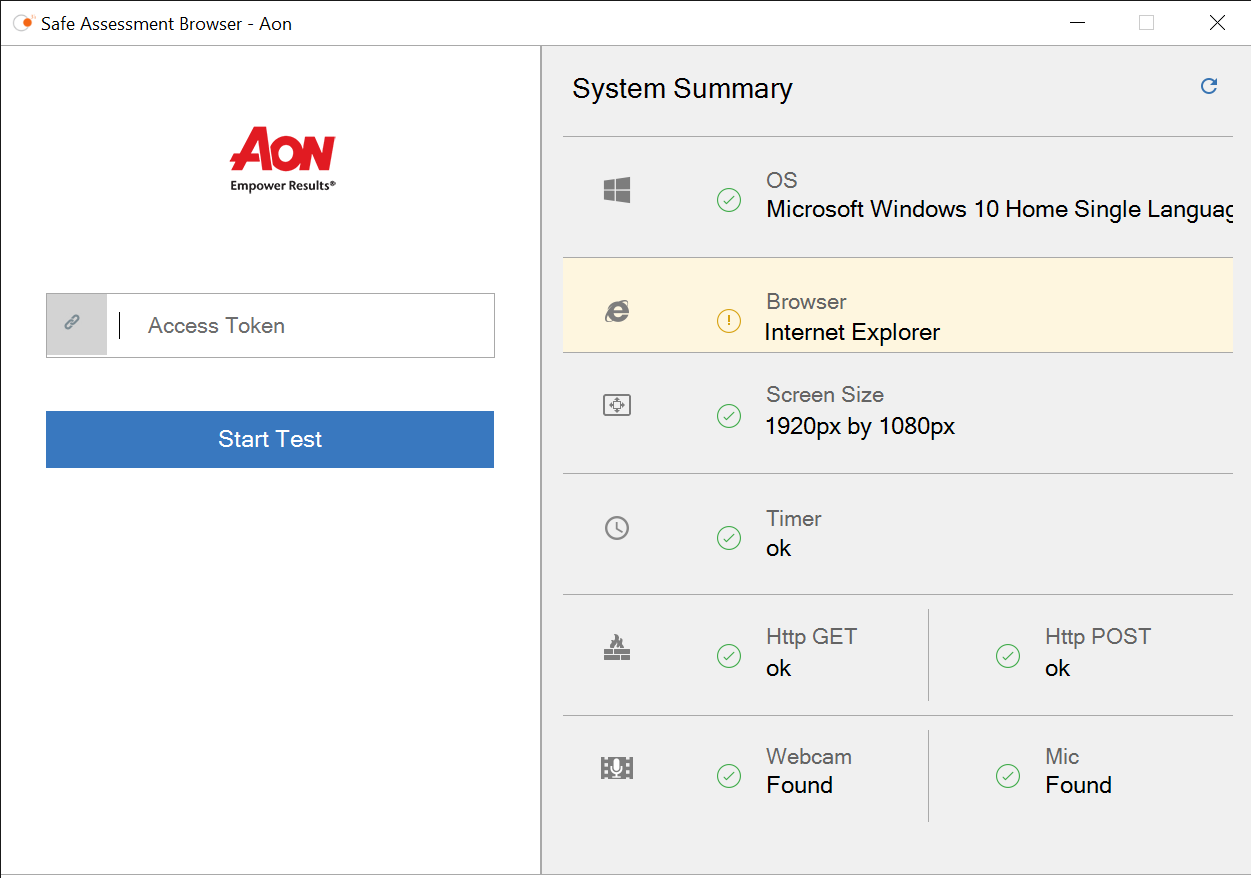 Safe Assessment Browser - Aon
AON
Empower Results®
Access Token
Start Test
System Summary
OS
Microsoft Windows 10 Home Single Languag
Browser
Internet Explorer
Screen Size
1920px by 1080px
Timer
ok
Http GET
ok
Http POST
ok
Webcam
Found
Mic
Found